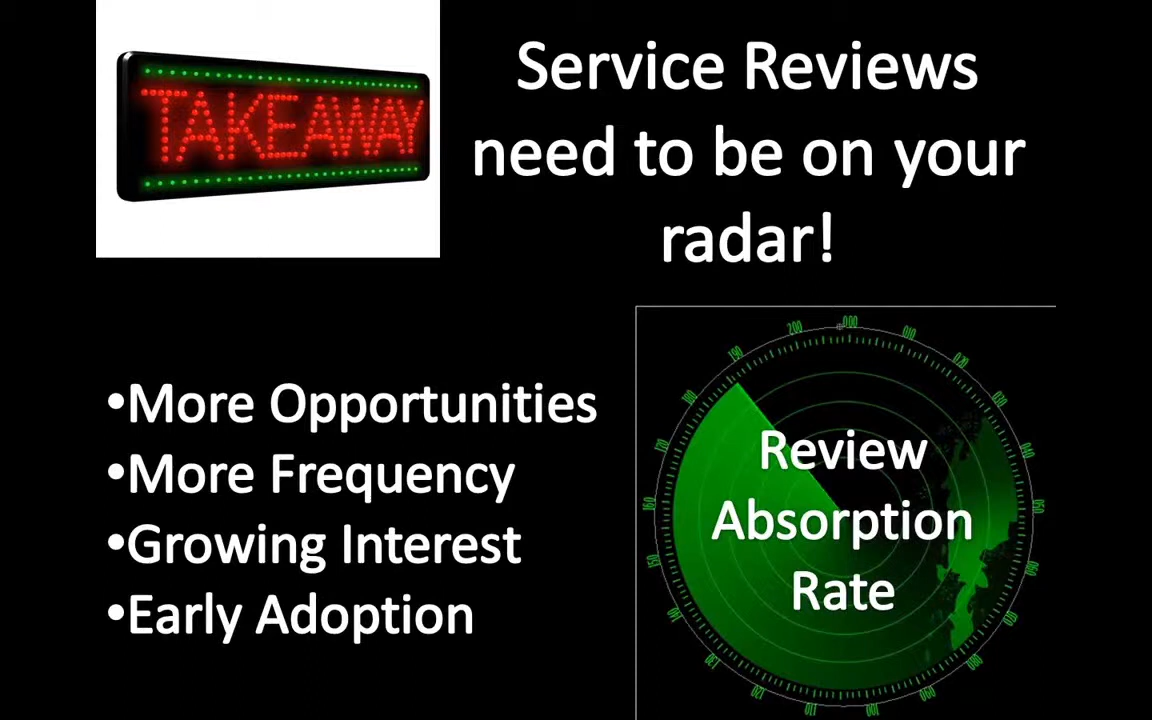 TAKEAWAY
Service Reviews
need to be on your
radar!
•More Opportunities
•More Frequency
•Growing Interest
•Early Adoption
Review
Absorption
Rate